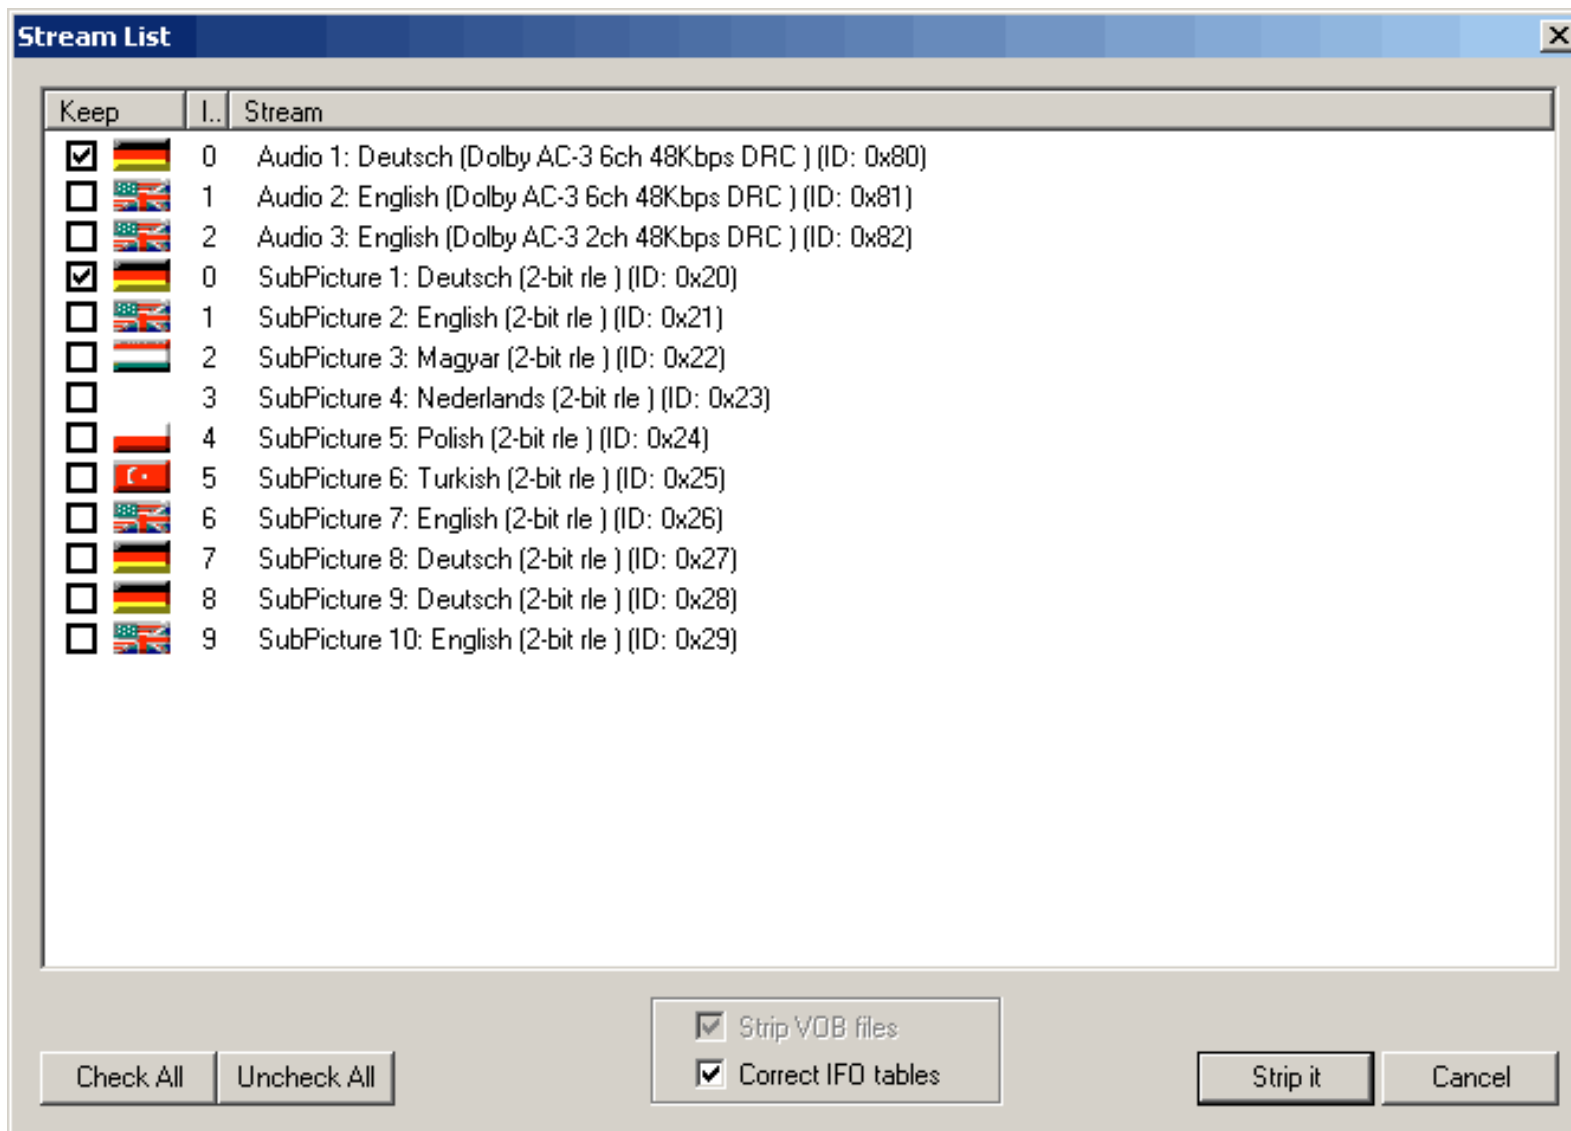 Stream List
Keep I.. Stream
0 Audio 1: Deutsch (Dolby AC-3 6ch 48Kbps DRC ) (ID: 0x80)
1 Audio 2: English (Dolby AC-3 6ch 48Kbps DRC ) (ID: 0x81)
2 Audio 3: English (Dolby AC-3 2ch 48Kbps DRC ) (ID: 0x82)
0 SubPicture 1: Deutsch (2-bit rle ) (ID: 0x20)
1 SubPicture 2: English (2-bit rle ) (ID: 0x21)
2 SubPicture 3: Magyar (2-bit rle ) (ID: 0x22)
3 SubPicture 4: Nederlands (2-bit rle ) (ID: 0x23)
4 SubPicture 5: Polish (2-bit rle ) (ID: 0x24)
5 SubPicture 6: Turkish (2-bit rle ) (ID: 0x25)
6 SubPicture 7: English (2-bit rle ) (ID: 0x26)
7 SubPicture 8: Deutsch (2-bit rle ) (ID: 0x27)
8 SubPicture 9: Deutsch (2-bit rle ) (ID: 0x28)
9 SubPicture 10: English (2-bit rle ) (ID: 0x29)
Strip VOB files
Check All Uncheck All Correct IFO tables Strip it Cancel